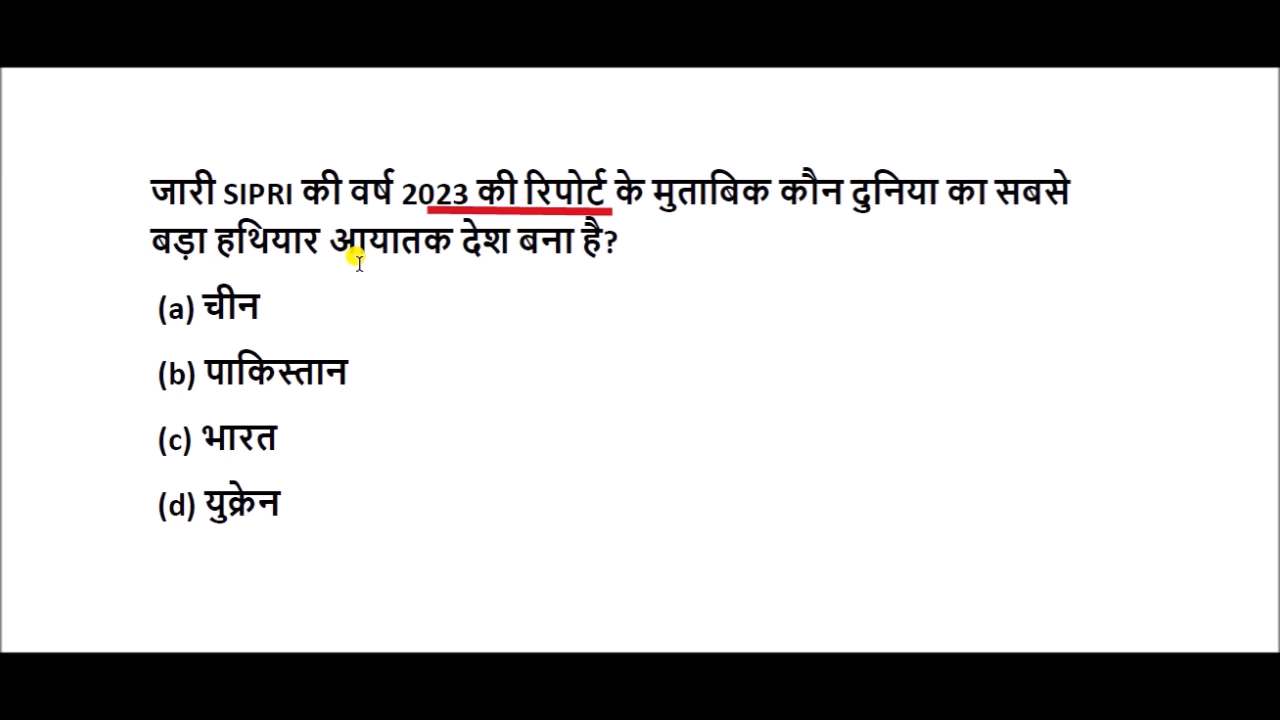 जारी SIPRI की वर्ष 2023 की रिपोर्ट के मुताबिक कौन दुनिया का सबसे
बड़ा हथियार आयातक देश बना है?
(a) चीन
(b) पाकिस्तान
(c) भारत
(d) युक्रेन